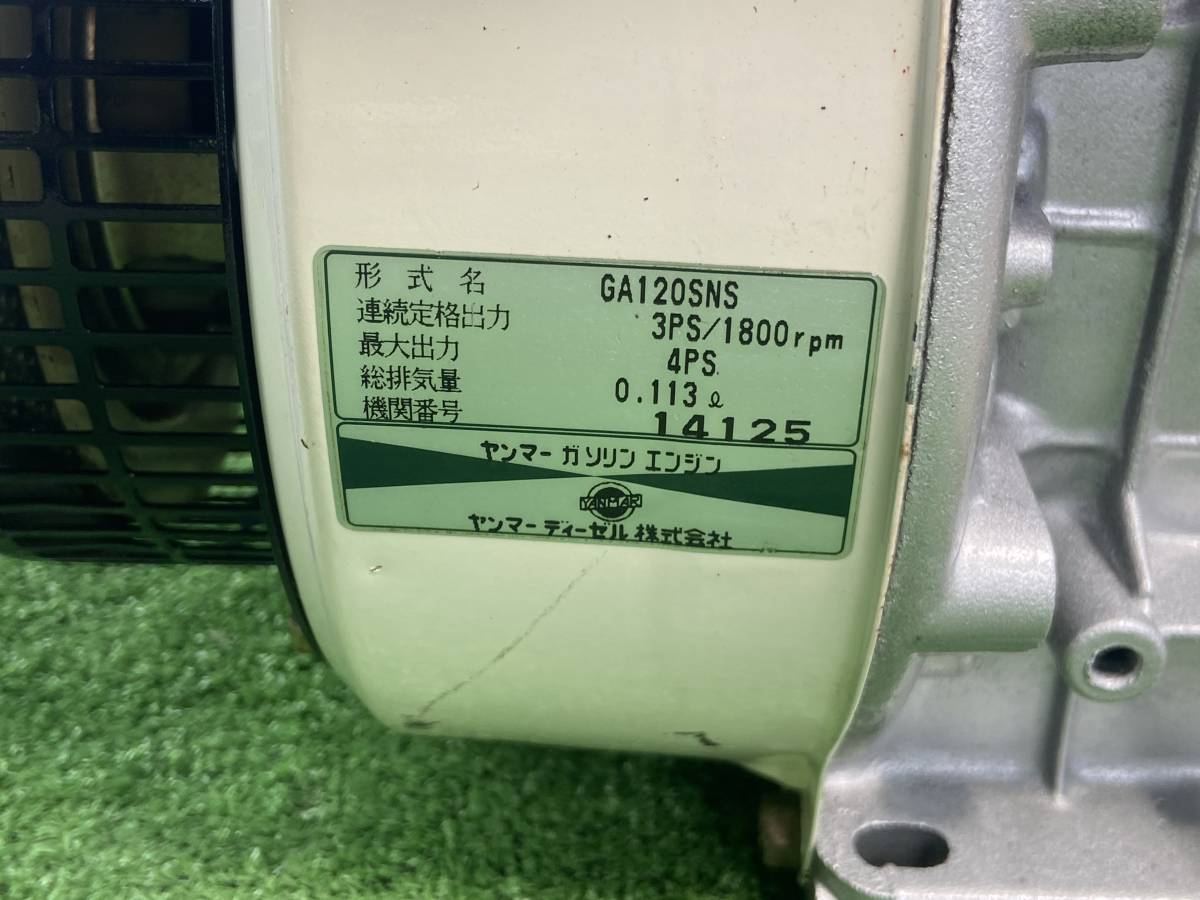 形式名 GA120SNS
連続定格出力 3PS/1800rpm
最大出力 4PS
総排気量 0.113ℓ
機関番号 14125
ヤンマーガソリンエンジン
YANMAR
ヤンマーディーゼル株式会社